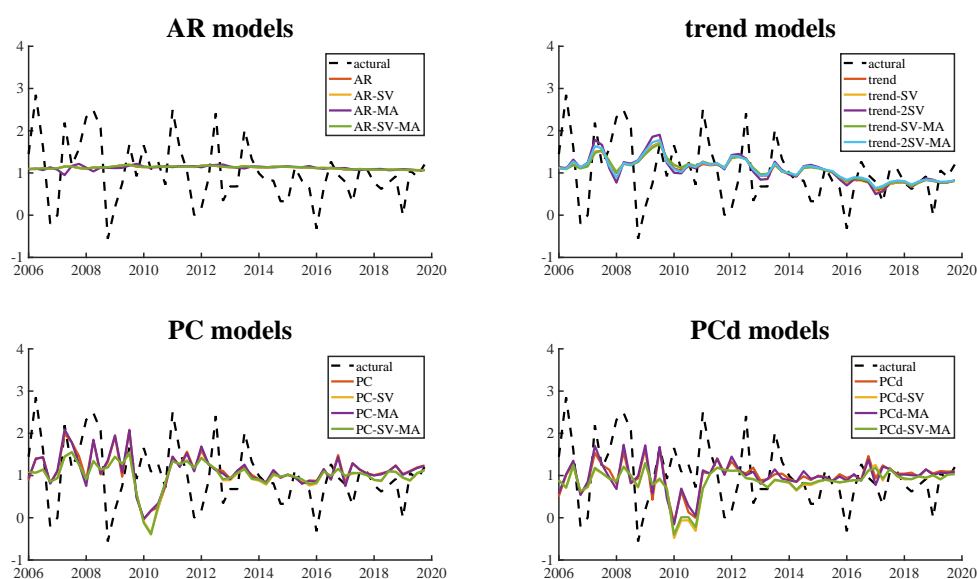 AR models
4
3
2
1
0
-1
2006 2008 2010 2012 2014 2016 2018 2020
actural
AR
AR-SV
AR-MA
AR-SV-MA
trend models
4
3
2
1
0
-1
2006 2008 2010 2012 2014 2016 2018 2020
actural
trend
trend-SV
trend-2SV
trend-SV-MA
trend-2SV-MA
PC models
4
3
2
1
0
-1
2006 2008 2010 2012 2014 2016 2018 2020
actural
PC
PC-SV
PC-MA
PC-SV-MA
PCd models
4
3
2
1
0
-1
2006 2008 2010 2012 2014 2016 2018 2020
actural
PCd
PCd-SV
PCd-MA
PCd-SV-MA